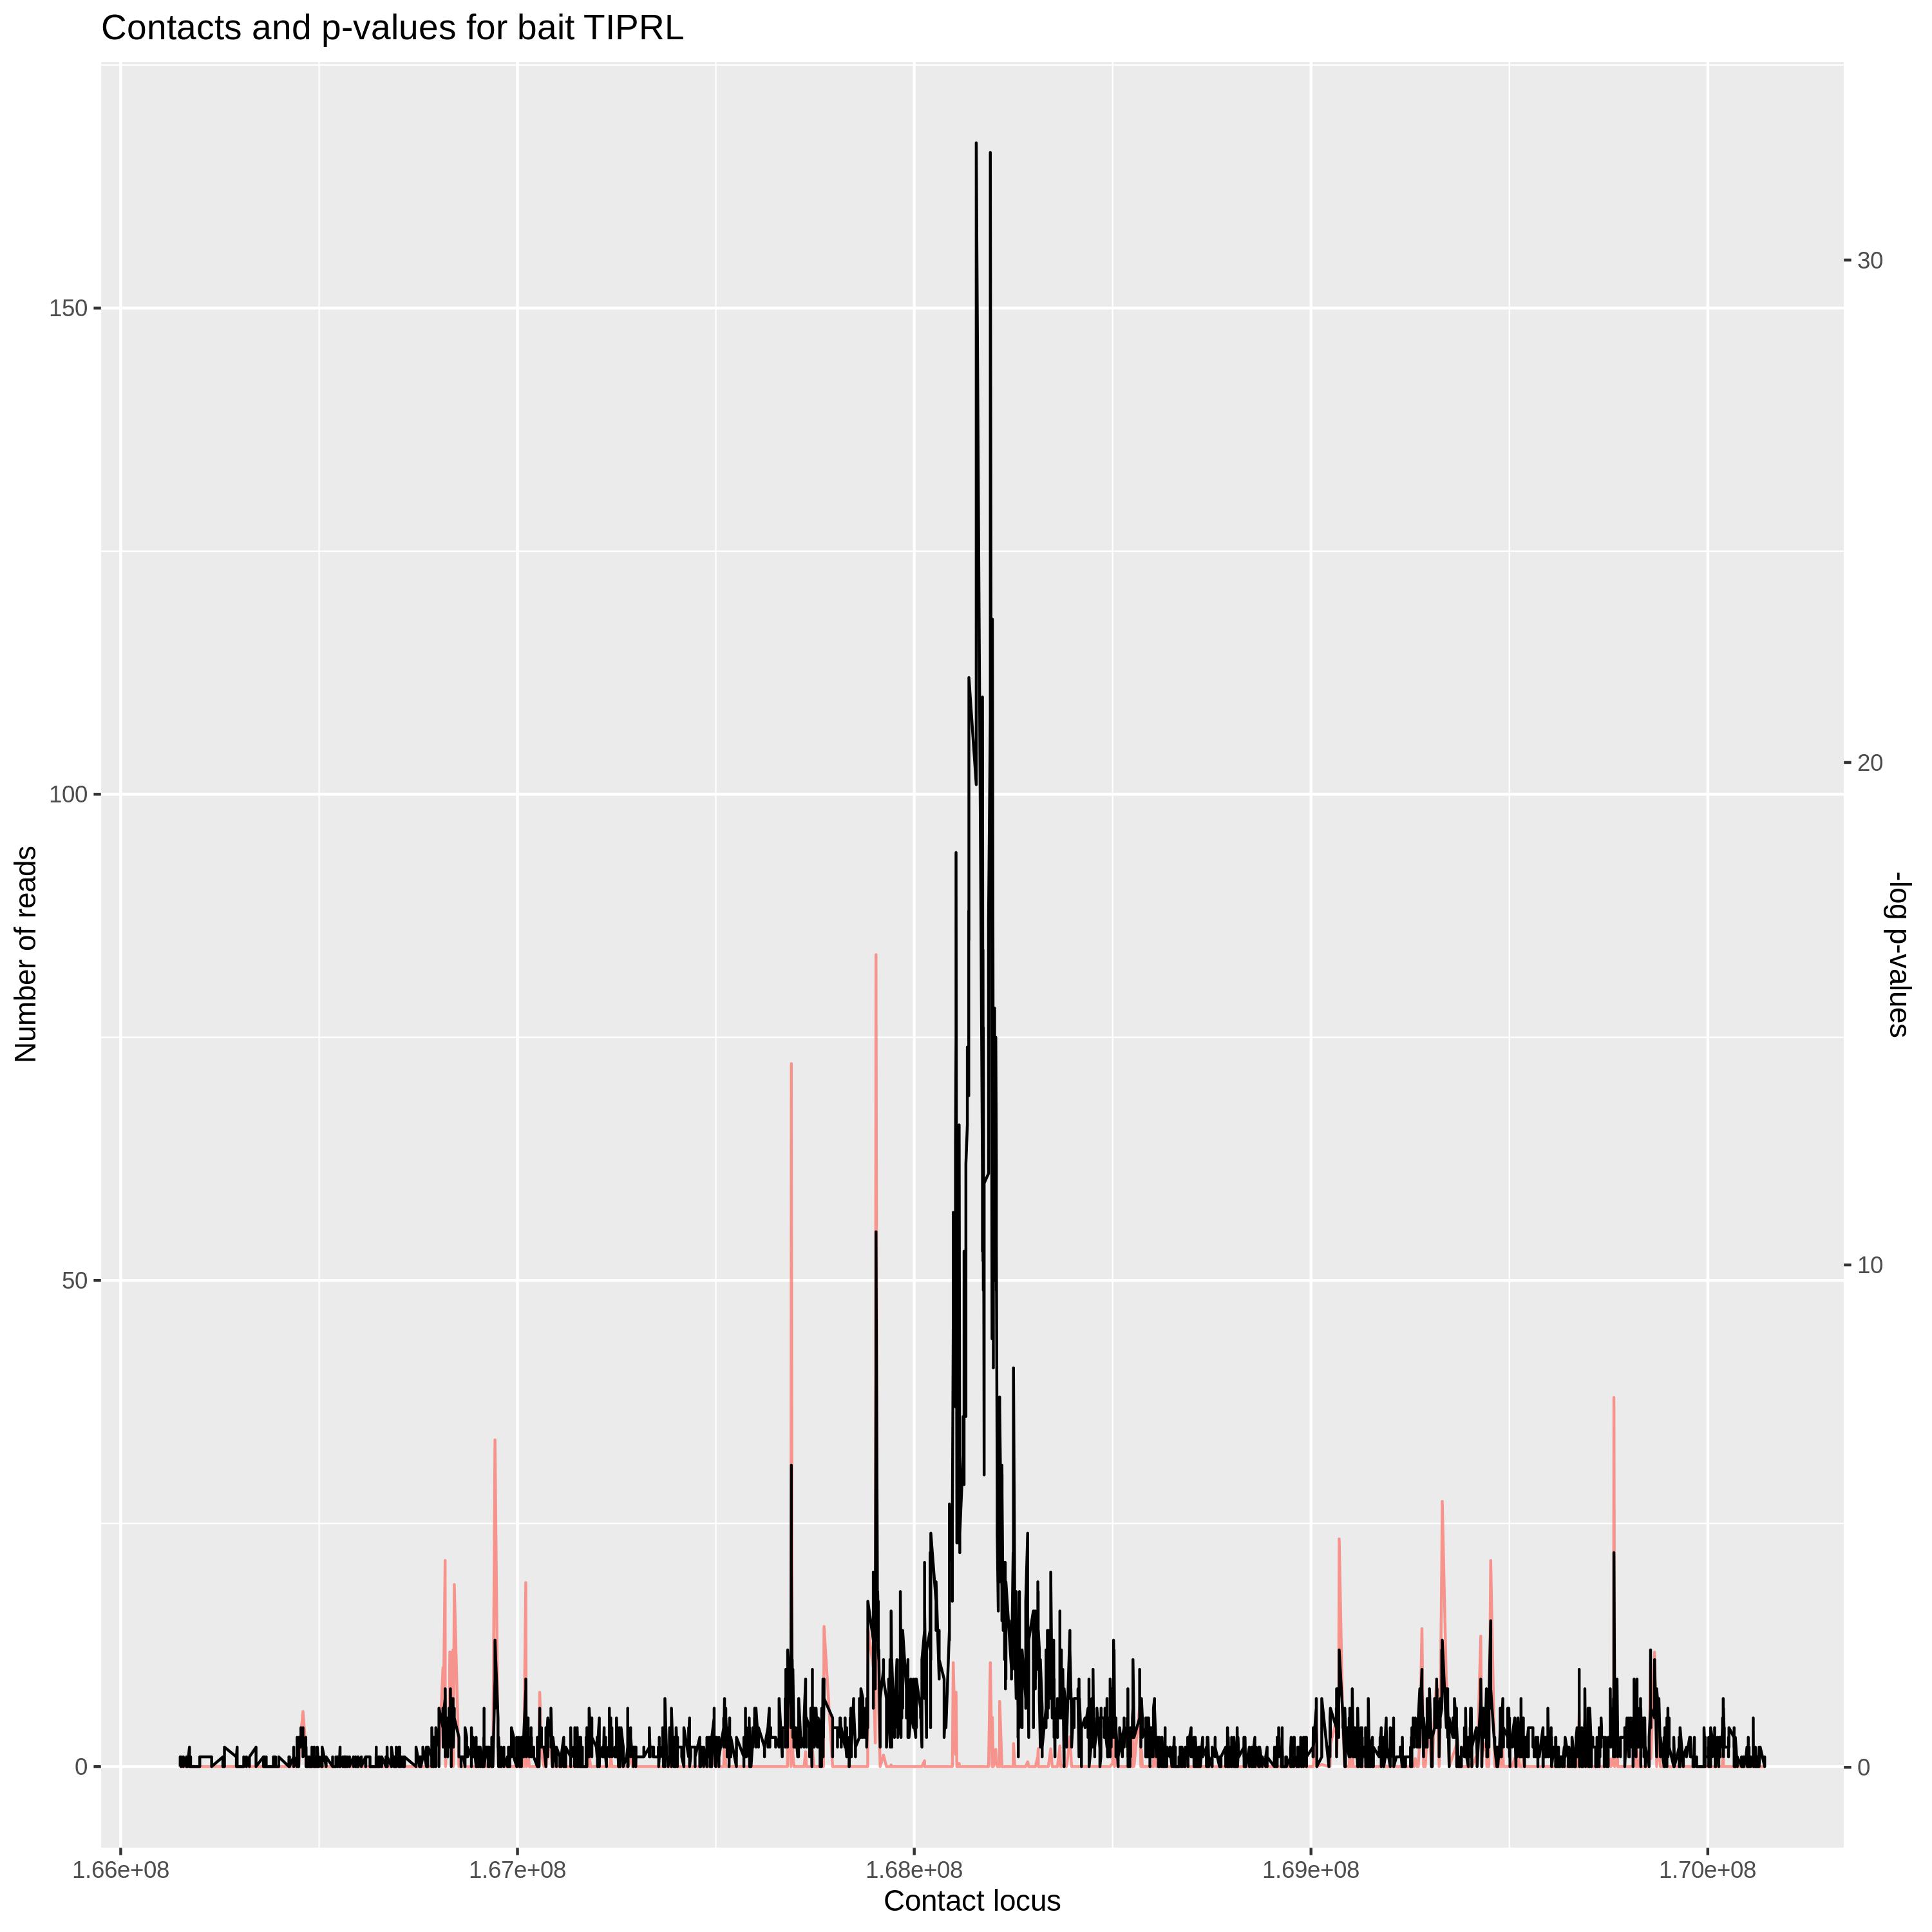 Contacts and p-values for bait TIPRL
150
100
50
0
Number of reads
30
20
10
0
-log p-values
1.66e+08
1.67e+08
1.68e+08
1.69e+08
1.70e+08
Contact locus